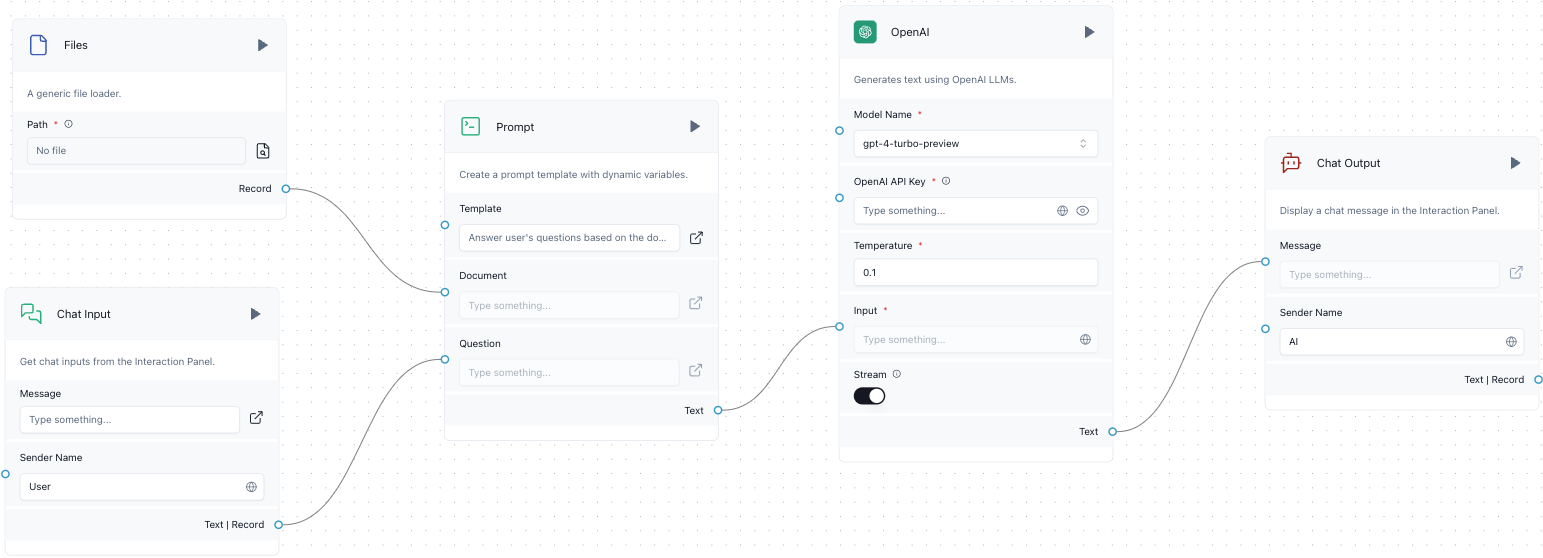 Files
A generic file loader.
Path *
No file
Record
Chat Input
Get chat inputs from the Interaction Panel.
Message
Type something...
Sender Name
User
Text | Record
Prompt
Create a prompt template with dynamic variables.
Template
Answer user's questions based on the do...
Document
Type something...
Question
Type something...
Text
OpenAI
Generates text using OpenAI LLMs.
Model Name *
gpt-4-turbo-preview
OpenAI API Key *
Type something...
Temperature *
0.1
Input *
Type something...
Stream
Text
Chat Output
Display a chat message in the Interaction Panel.
Message
Type something...
Sender Name
AI
Text | Record